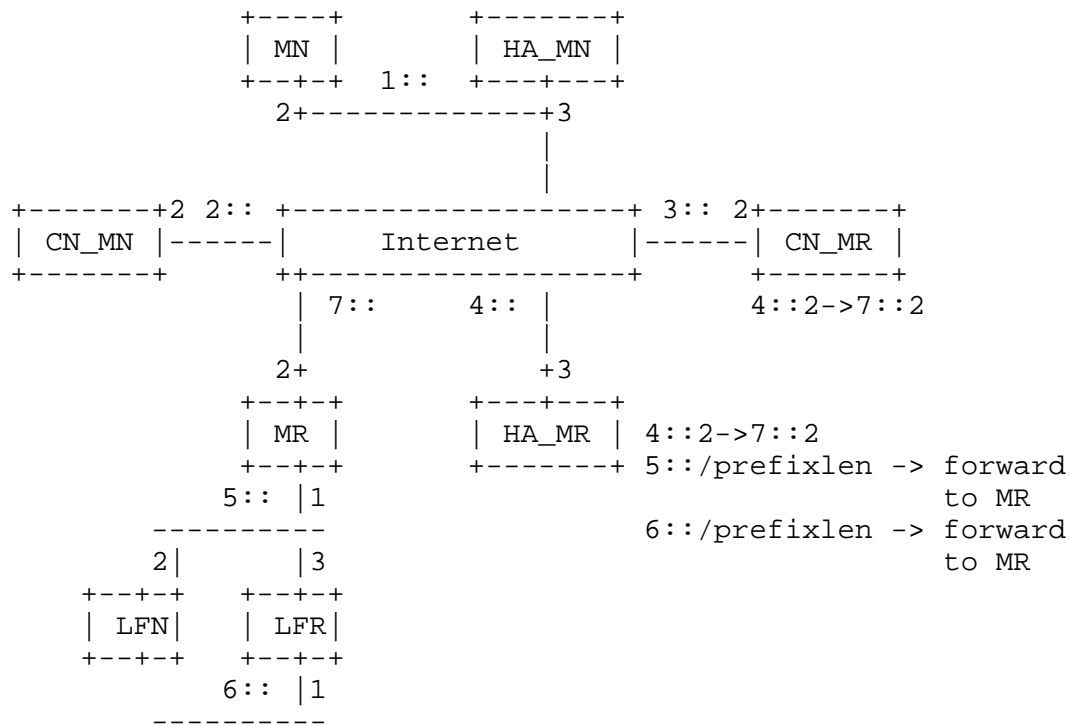 MN HA_MN
1::
2 3
2 2:: 3:: 2
CN_MN Internet CN_MR
7:: 4:: 4::2->7::2
2 3
MR HA_MR 4::2->7::2
5::/prefixlen -> forward
5:: 1 to MR
6::/prefixlen -> forward
2 3 to MR
LFN LFR
6:: 1